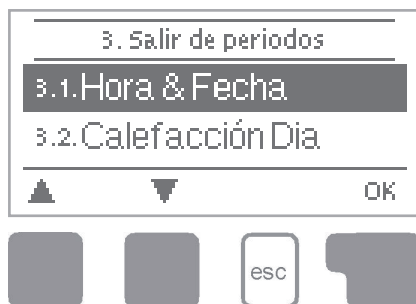 3. Salir de periodos
3.1.Hora & Fecha
3.2.Calefacción Dia
OK
esc